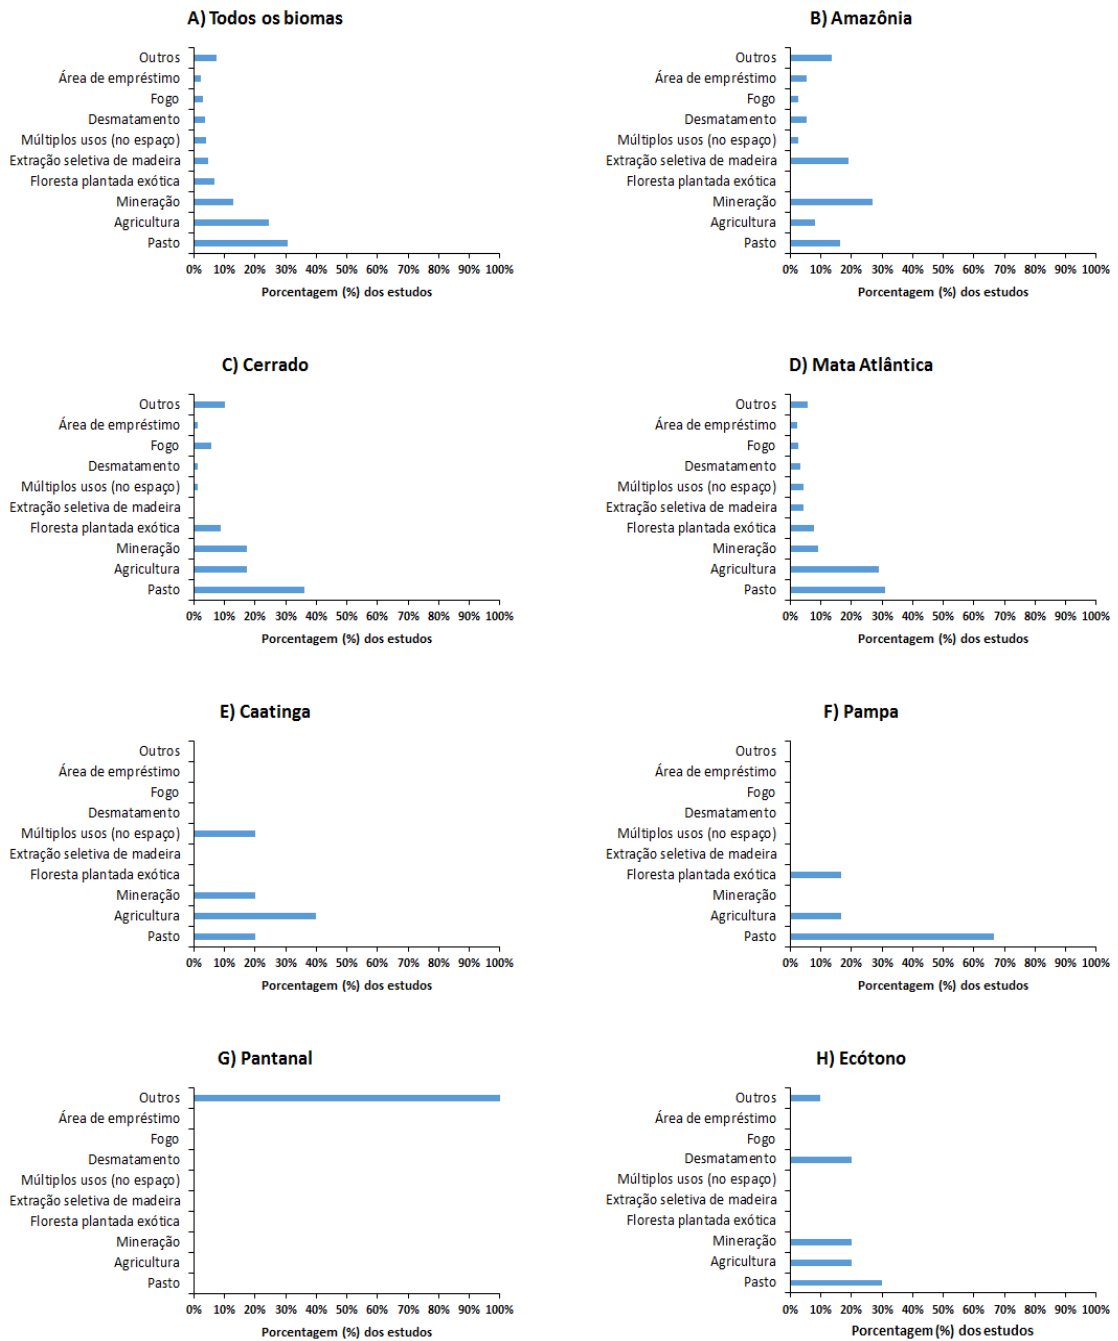 A) Todos os biomas
Outros
Área de empréstimo
Fogo
Desmatamento
Múltiplos usos (no espaço)
Extração seletiva de madeira
Floresta plantada exótica
Mineração
Agricultura
Pasto
0% 10% 20% 30% 40% 50% 60% 70% 80% 90% 100%
Porcentagem (%) dos estudos
B) Amazônia
Outros
Área de empréstimo
Fogo
Desmatamento
Múltiplos usos (no espaço)
Extração seletiva de madeira
Floresta plantada exótica
Mineração
Agricultura
Pasto
0% 10% 20% 30% 40% 50% 60% 70% 80% 90% 100%
Porcentagem (%) dos estudos
C) Cerrado
Outros
Área de empréstimo
Fogo
Desmatamento
Múltiplos usos (no espaço)
Extração seletiva de madeira
Floresta plantada exótica
Mineração
Agricultura
Pasto
0% 10% 20% 30% 40% 50% 60% 70% 80% 90% 100%
Porcentagem (%) dos estudos
D) Mata Atlântica
Outros
Área de empréstimo
Fogo
Desmatamento
Múltiplos usos (no espaço)
Extração seletiva de madeira
Floresta plantada exótica
Mineração
Agricultura
Pasto
0% 10% 20% 30% 40% 50% 60% 70% 80% 90% 100%
Porcentagem (%) dos estudos
E) Caatinga
Outros
Área de empréstimo
Fogo
Desmatamento
Múltiplos usos (no espaço)
Extração seletiva de madeira
Floresta plantada exótica
Mineração
Agricultura
Pasto
0% 10% 20% 30% 40% 50% 60% 70% 80% 90% 100%
Porcentagem (%) dos estudos
F) Pampa
Outros
Área de empréstimo
Fogo
Desmatamento
Múltiplos usos (no espaço)
Extração seletiva de madeira
Floresta plantada exótica
Mineração
Agricultura
Pasto
0% 10% 20% 30% 40% 50% 60% 70% 80% 90% 100%
Porcentagem (%) dos estudos
G) Pantanal
Outros
Área de empréstimo
Fogo
Desmatamento
Múltiplos usos (no espaço)
Extração seletiva de madeira
Floresta plantada exótica
Mineração
Agricultura
Pasto
0% 10% 20% 30% 40% 50% 60% 70% 80% 90% 100%
Porcentagem (%) dos estudos
H) Ecótono
Outros
Área de empréstimo
Fogo
Desmatamento
Múltiplos usos (no espaço)
Extração seletiva de madeira
Floresta plantada exótica
Mineração
Agricultura
Pasto
0% 10% 20% 30% 40% 50% 60% 70% 80% 90% 100%
Porcentagem (%) dos estudos